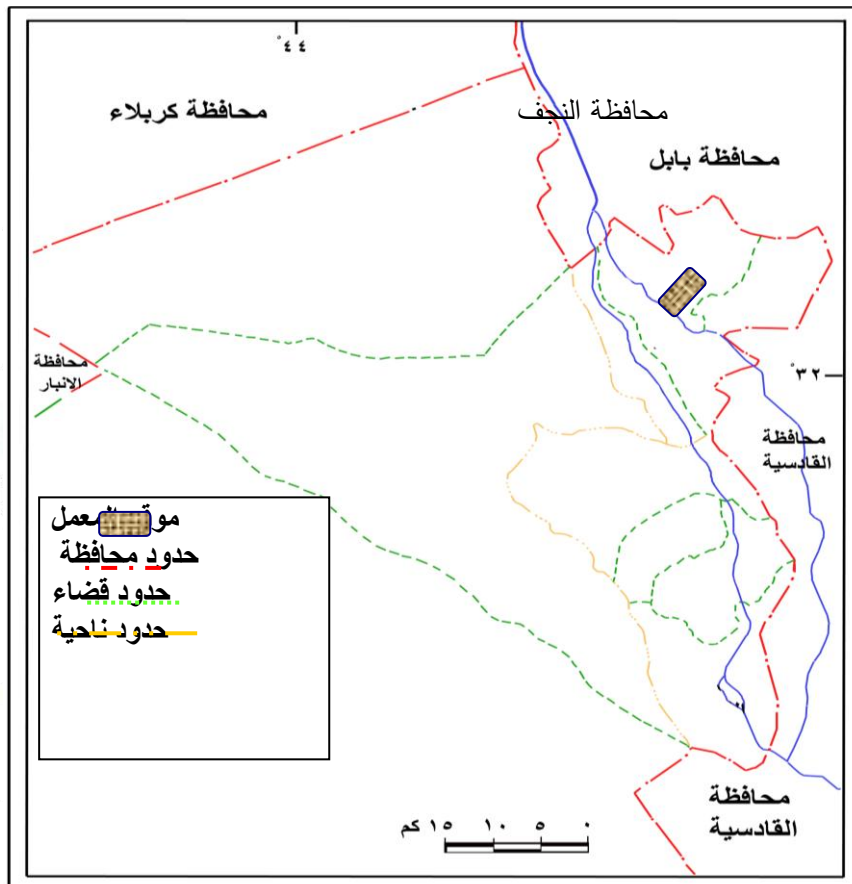 °٤٤
محافظة النجف
محافظة كربلاء
محافظة بابل
محافظة
الانبار
°٣٢
محافظة
القادسية
حدود محافظة
حدود قضاء
حدود ناحية
محافظة
القادسية
٠ ٥ ١٠ ١٥ كم